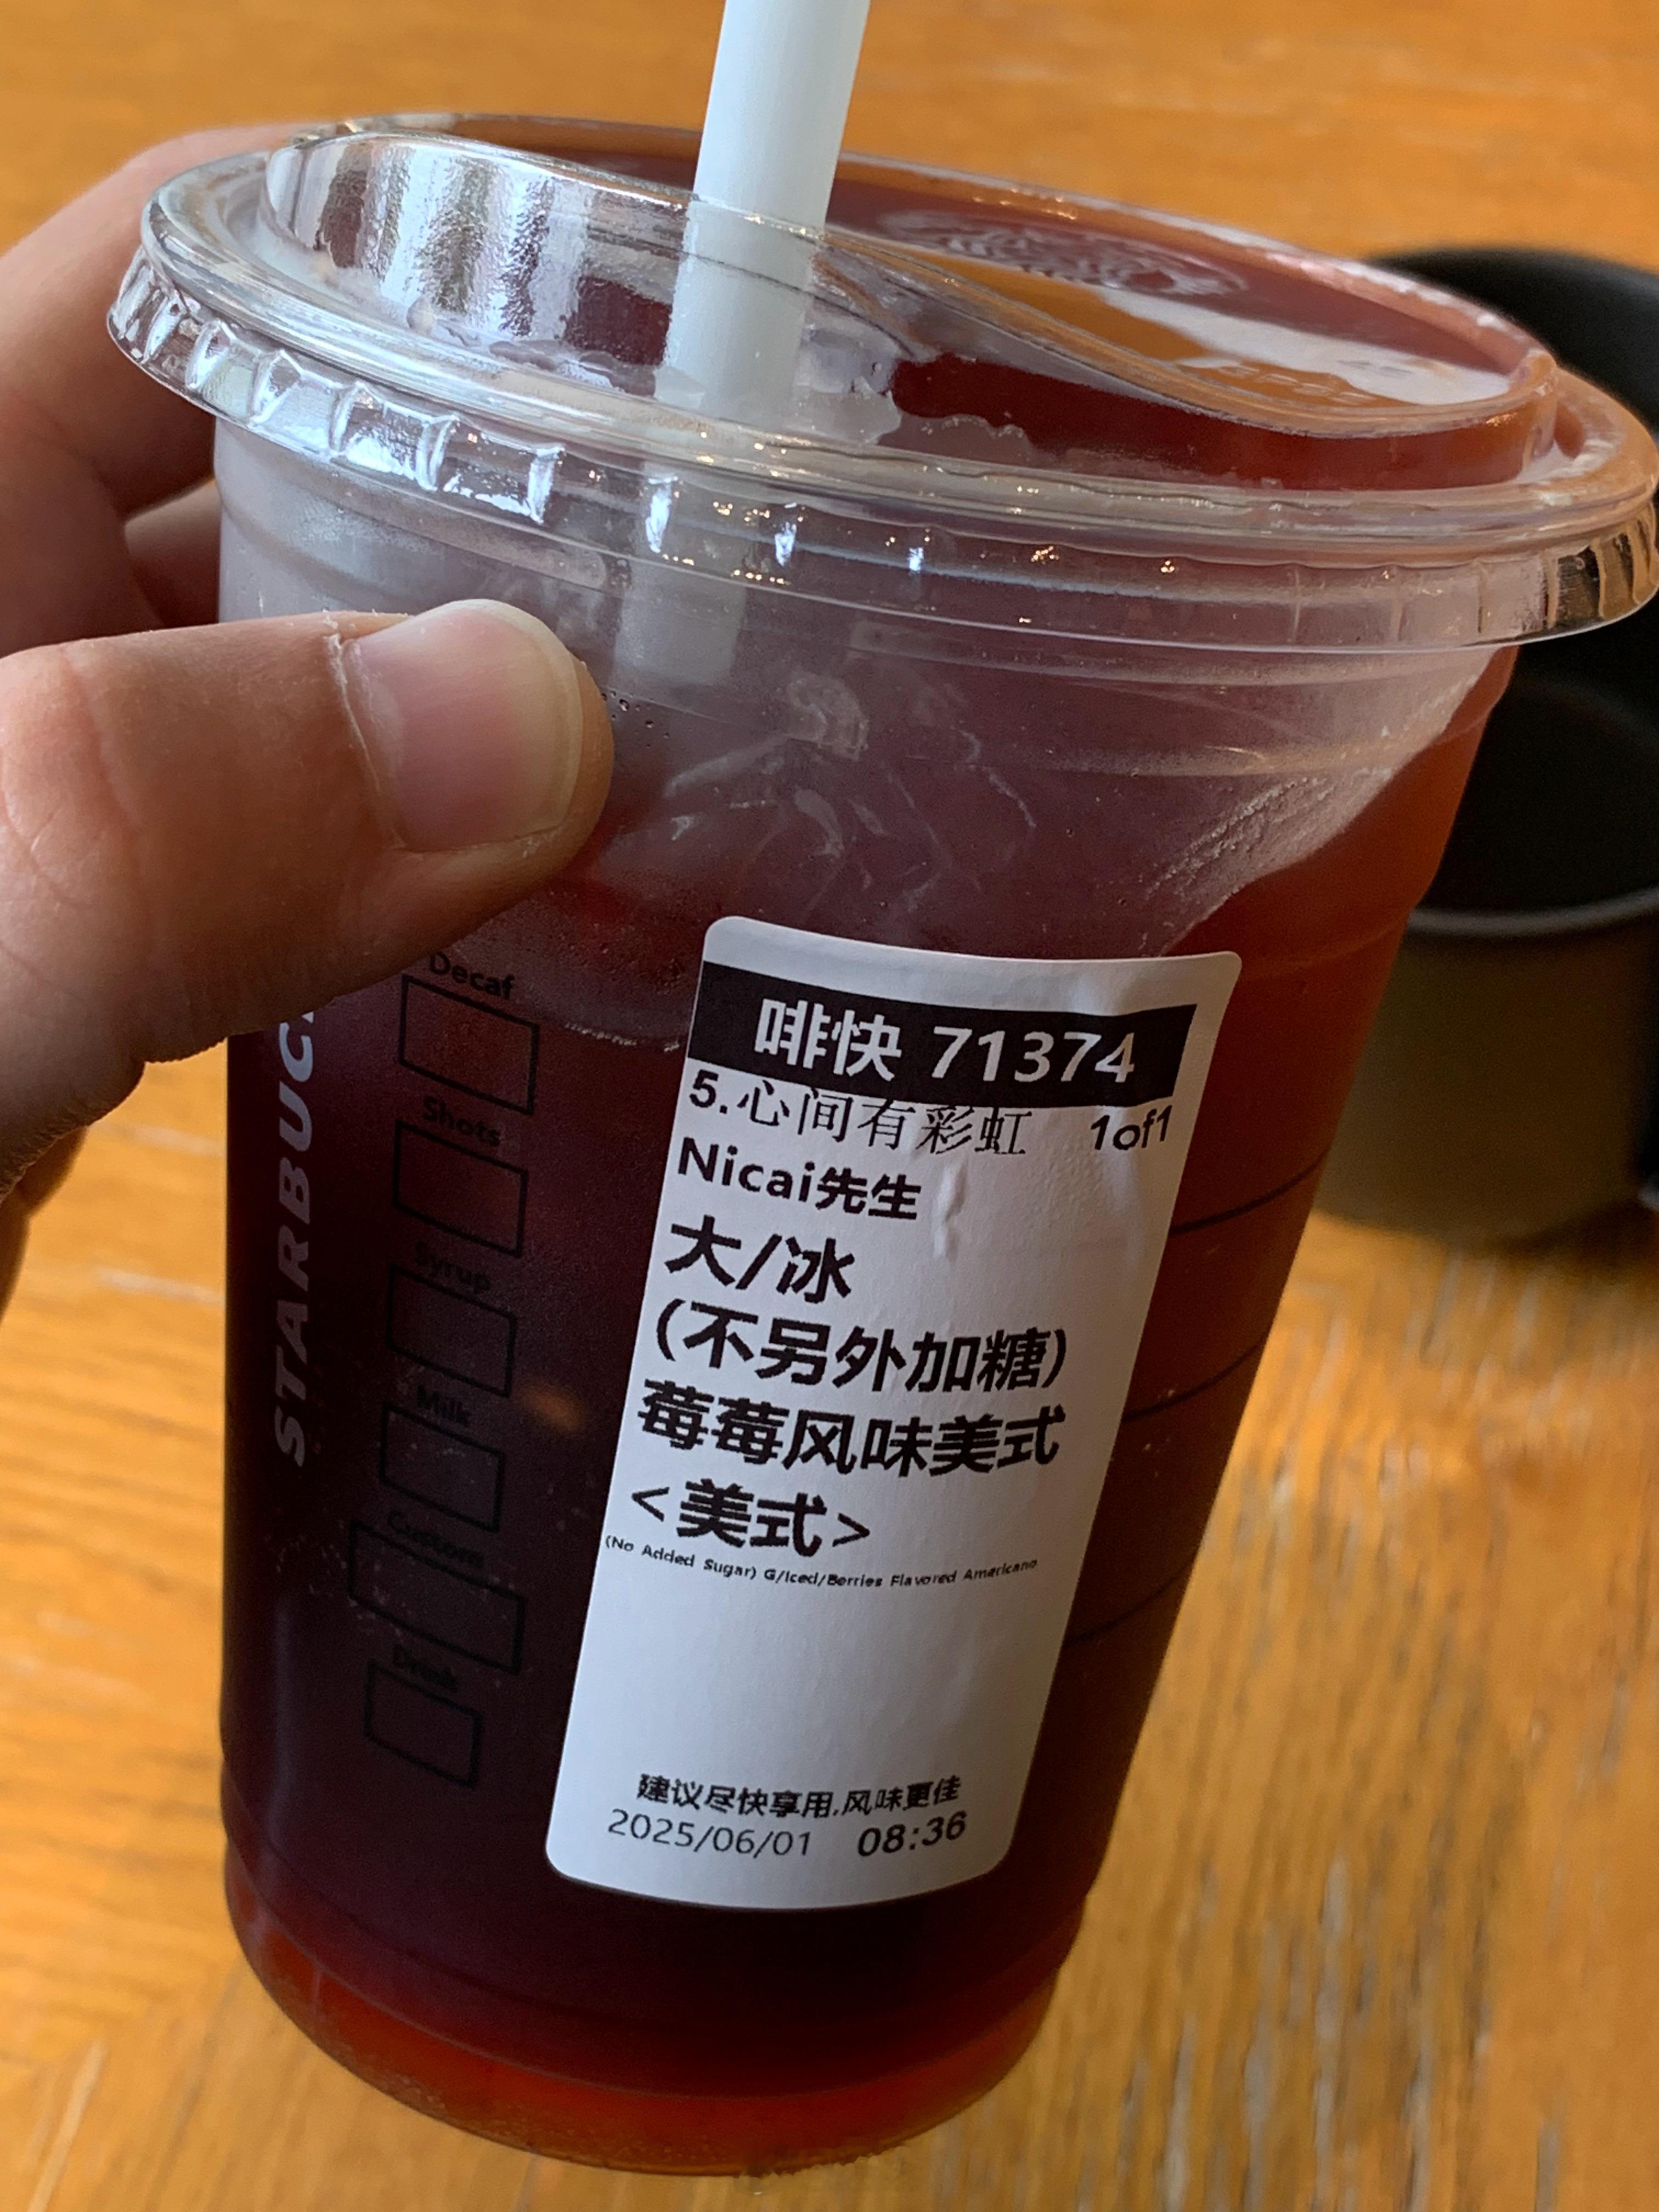 STARBUC
Decaf
Shots
Syrup
Milk
Custom
Drink
啡快 71374
5.心间有彩虹 1of1
Nicai先生
大/冰
(不另外加糖)
莓莓风味美式
<美式>
(No Added Sugar) G/Iced/Berries Flavored Americano
建议尽快享用,风味更佳
2025/06/01 08:36